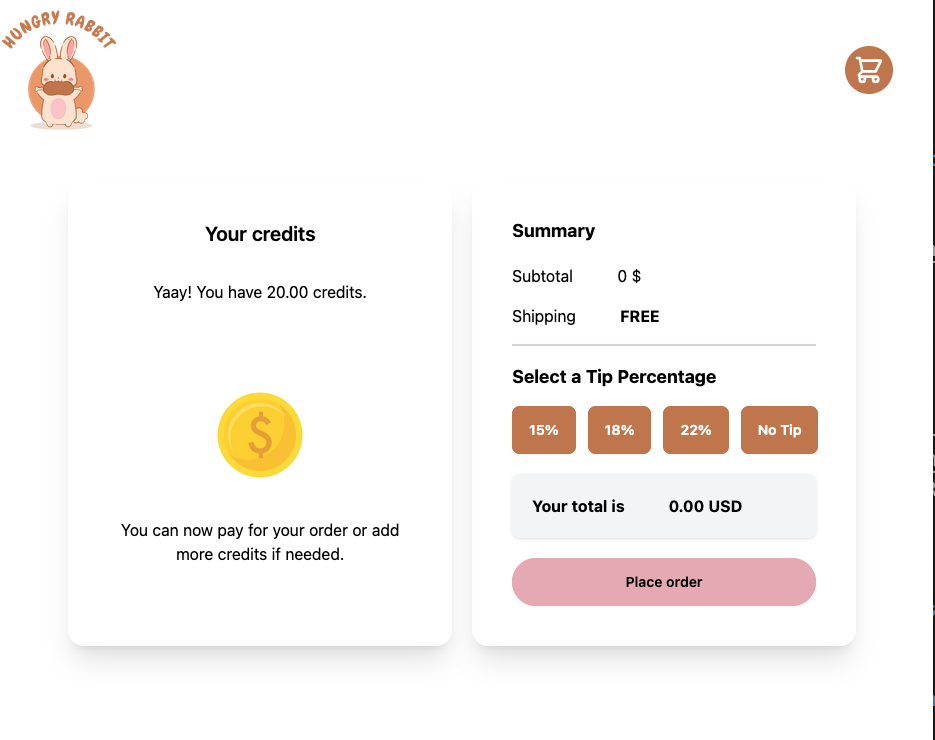 HUNGRY RABBIT
Your credits
Yaay! You have 20.00 credits.
$
You can now pay for your order or add
more credits if needed.
Summary
Subtotal 0 $
Shipping FREE
Select a Tip Percentage
15% 18% 22% No Tip
Your total is 0.00 USD
Place order